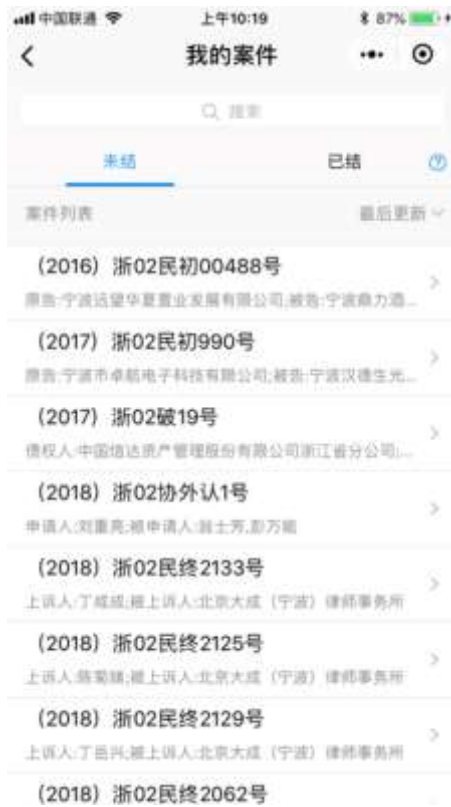 中国联通 上午10:19 87%
我的案件
搜索
未结 已结
案件列表 最后更新
（2016）浙02民初00488号
原告:宁波远望华夏置业发展有限公司;被告:宁波鼎力酒...
（2017）浙02民初990号
原告:宁波市卓航电子科技有限公司;被告:宁波汉德生光...
（2017）浙02破19号
债权人:中国信达资产管理股份有限公司浙江省分公司;...
（2018）浙02协外认1号
申请人:刘重亮;被申请人:翁士芳,彭万能
（2018）浙02民终2133号
上诉人:丁成成;被上诉人:北京大成（宁波）律师事务所
（2018）浙02民终2125号
上诉人:陈菊娣;被上诉人:北京大成（宁波）律师事务所
（2018）浙02民终2129号
上诉人:丁岳兴;被上诉人:北京大成（宁波）律师事务所
（2018）浙02民终2062号